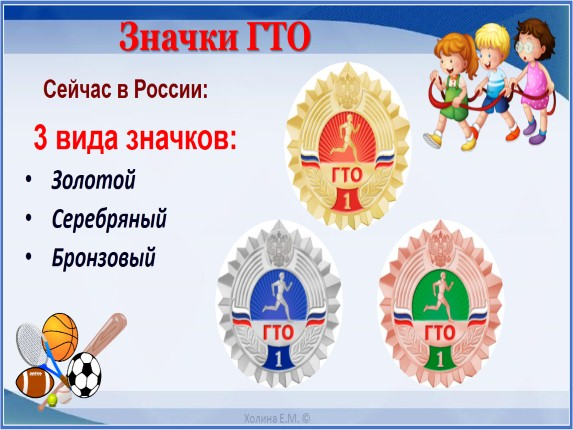 Значки ГТО
Сейчас в России:
3 вида значков:
• Золотой
• Серебряный
• Бронзовый
ГТО
1
ГТО
1
ГТО
1
Холина Е.М. ©